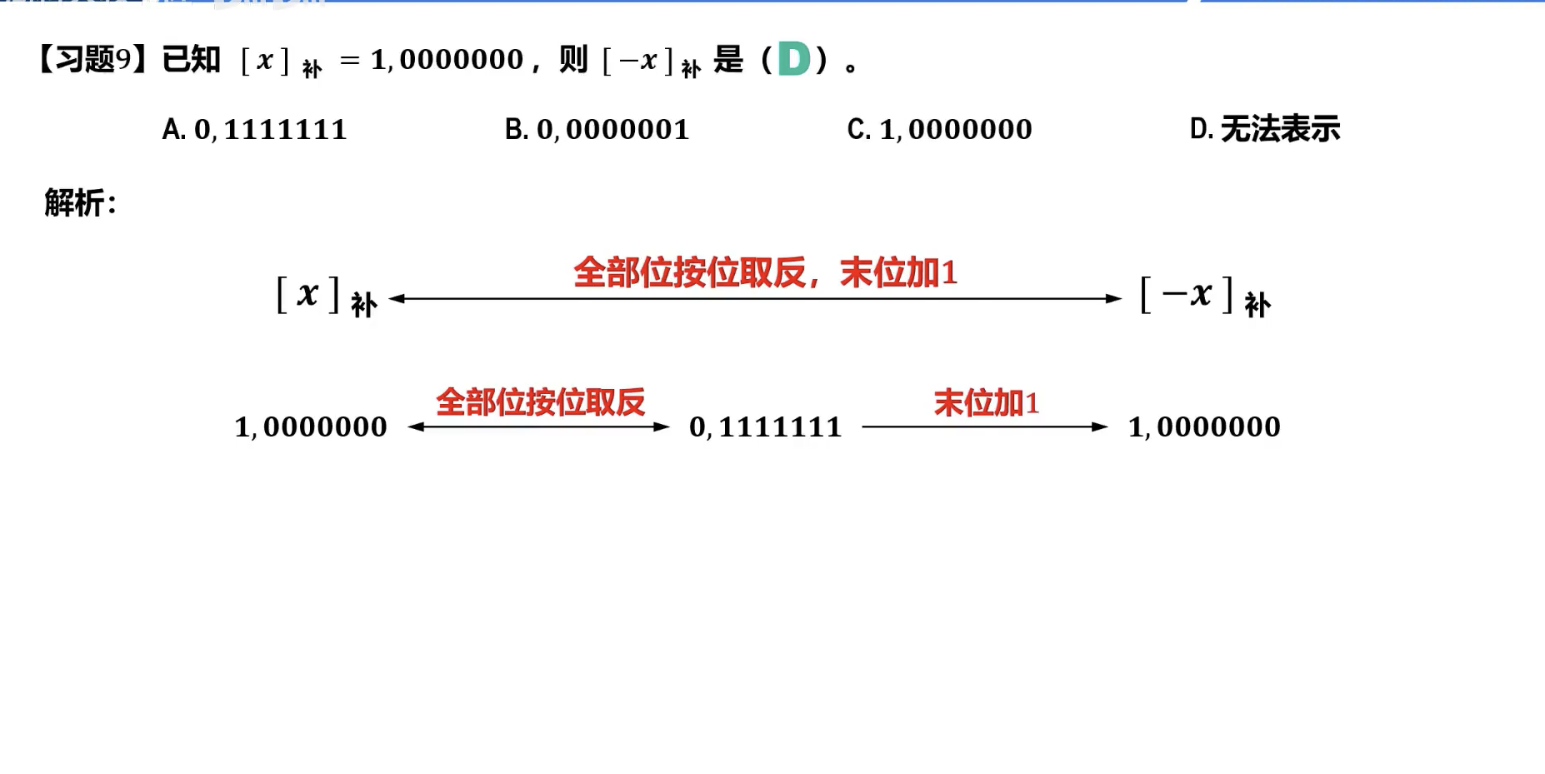 【习题9】已知 [x]补 = 1,0000000，则 [−x]补 是（D）。
A. 0,1111111 B. 0,0000001 C. 1,0000000 D. 无法表示
解析：
[x]补 全部位按位取反，末位加1 [−x]补
1,0000000 全部位按位取反 0,1111111 末位加1 1,0000000